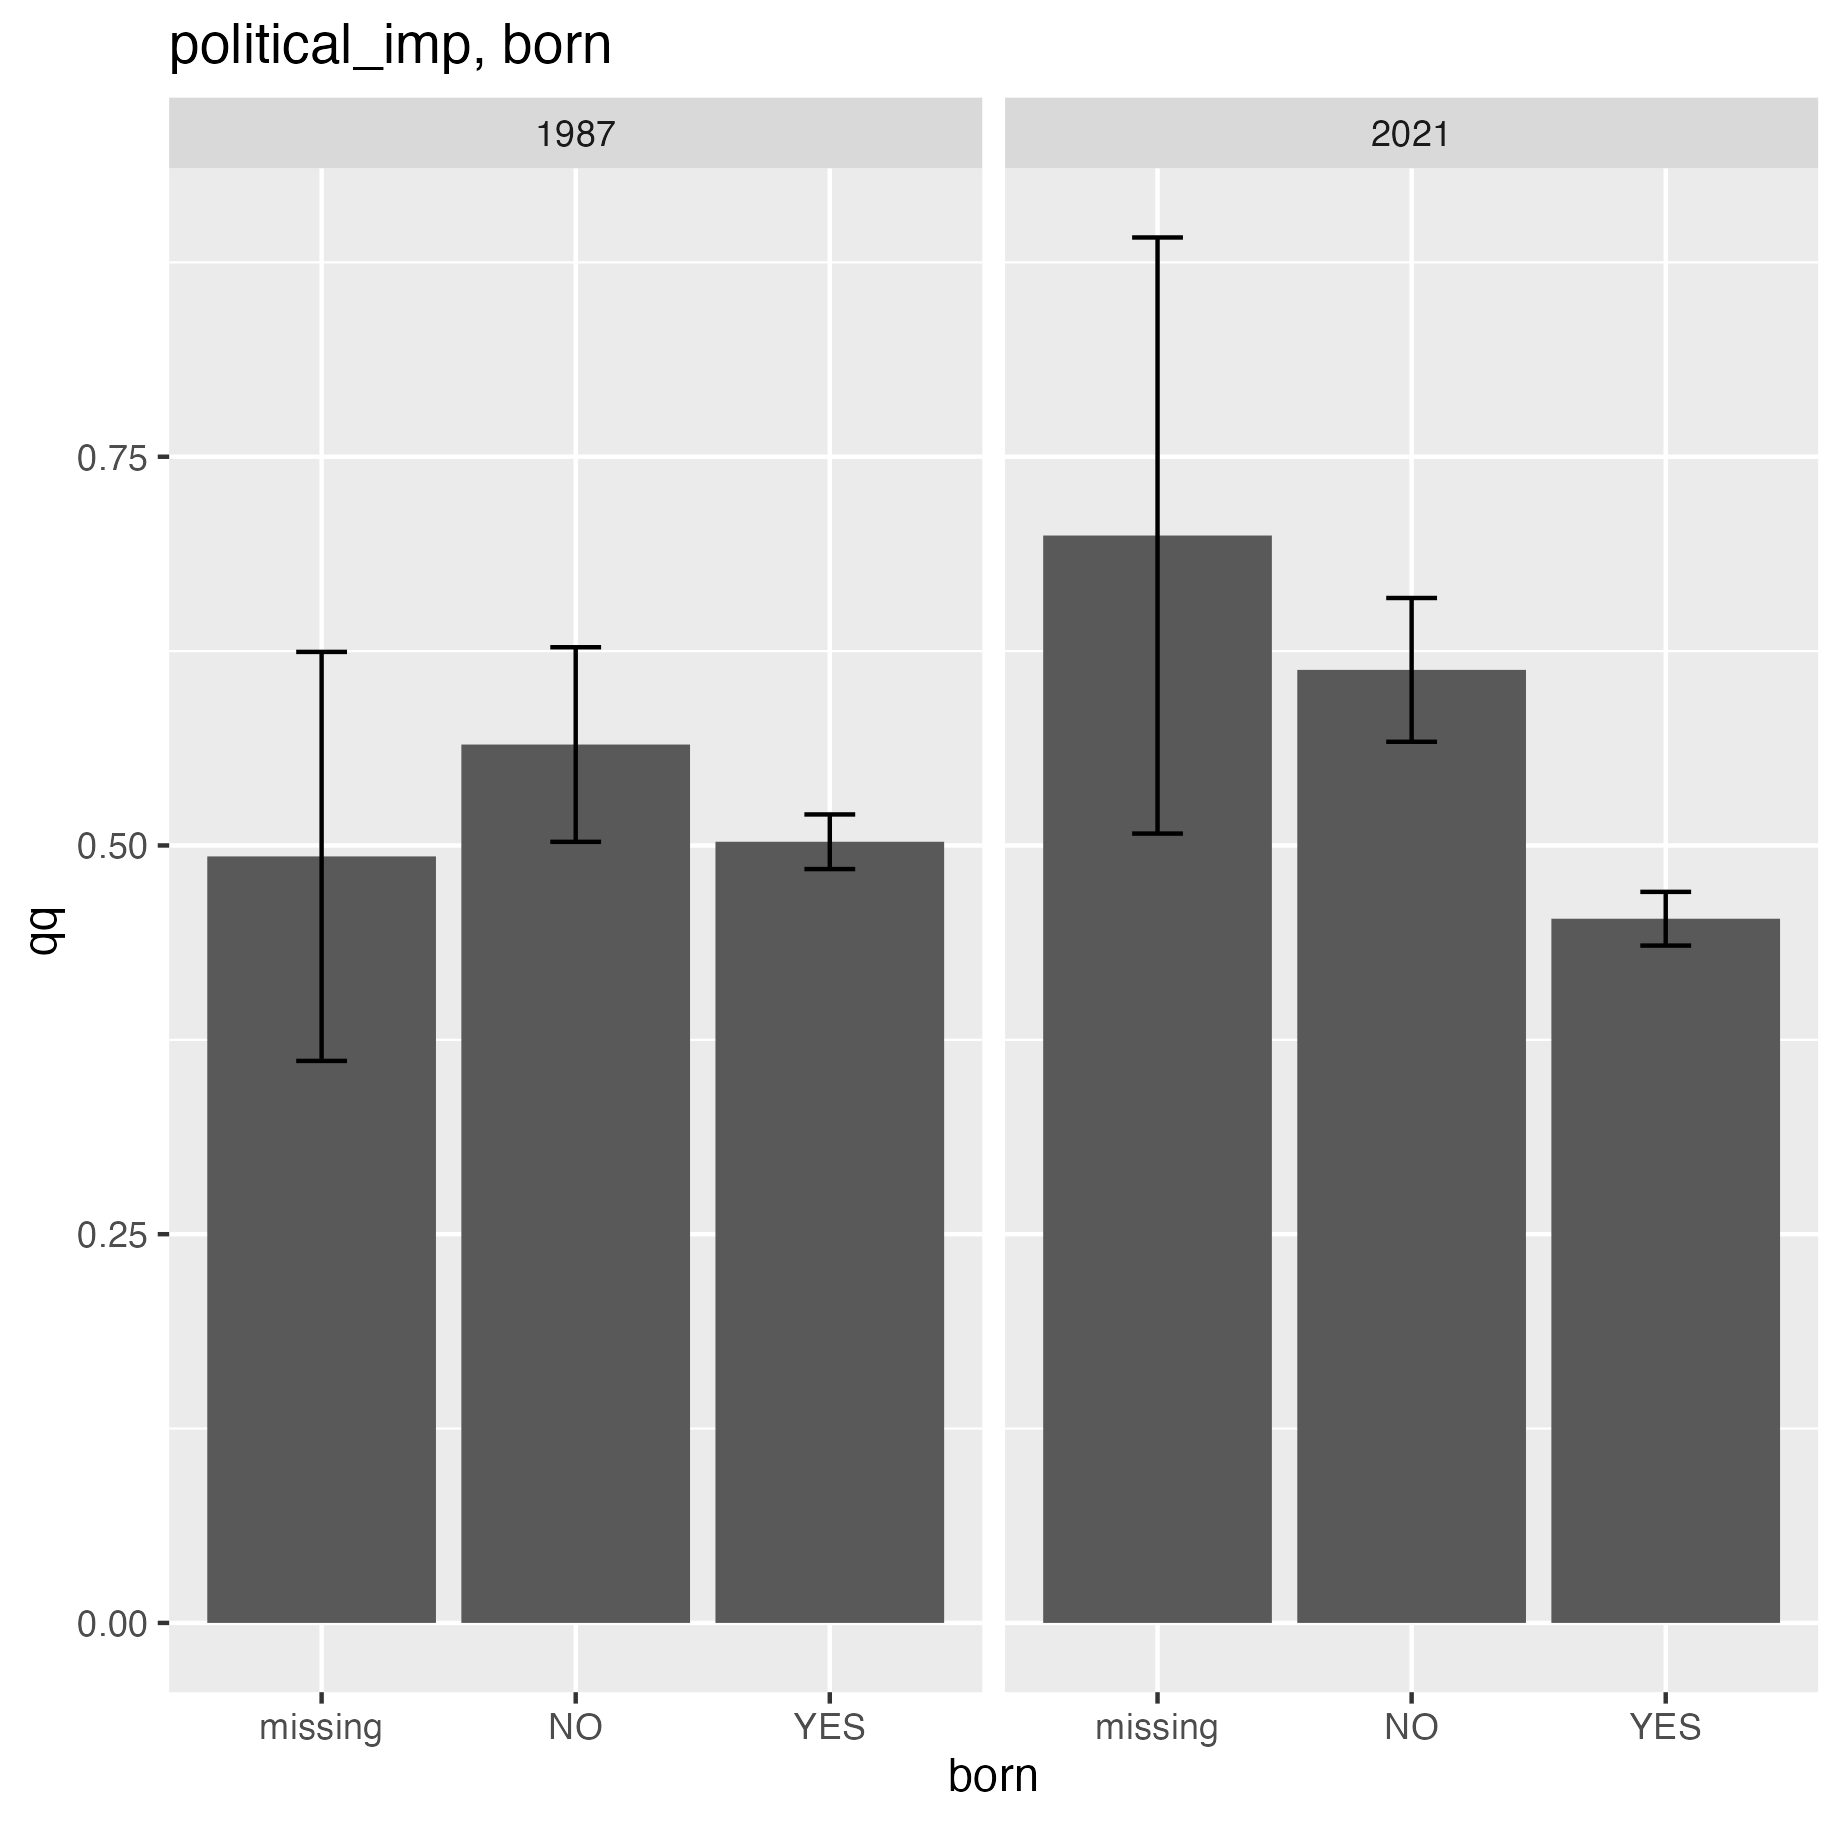 political_imp, born
1987
2021
0.75
0.50
0.25
0.00
qq
missing NO YES
missing NO YES
born